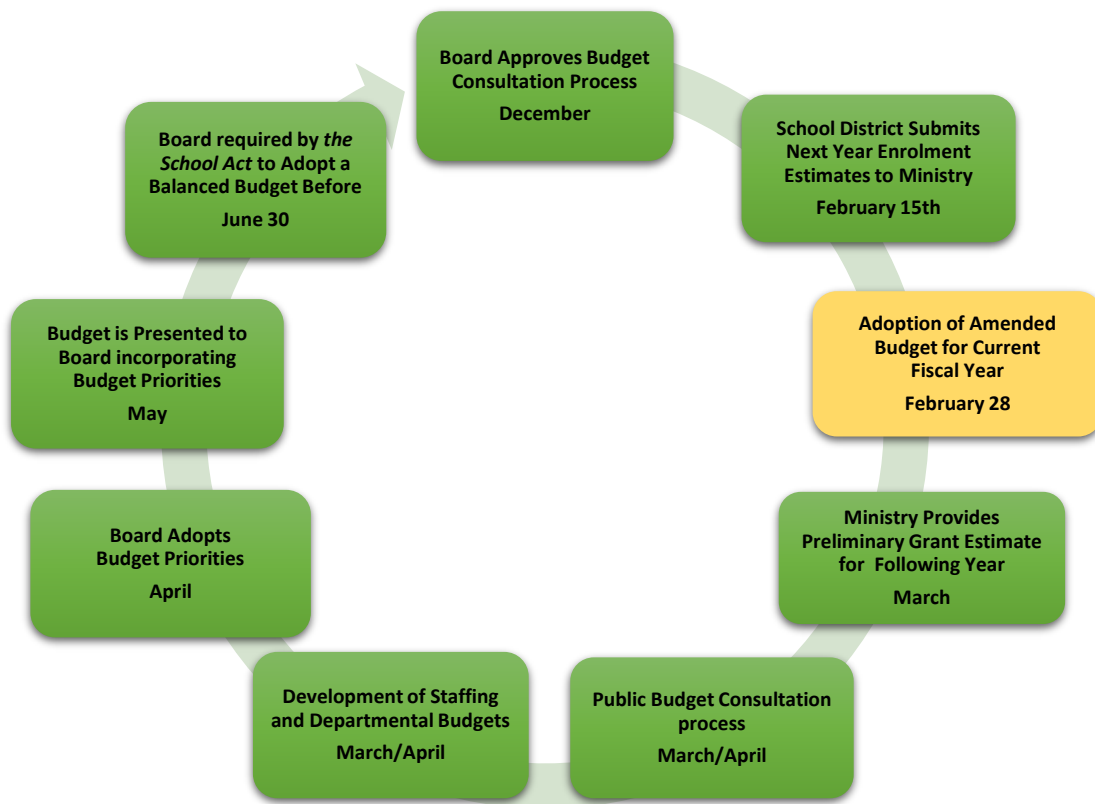 Board Approves Budget
Consultation Process
December
School District Submits
Next Year Enrolment
Estimates to Ministry
February 15th
Adoption of Amended
Budget for Current
Fiscal Year
February 28
Ministry Provides
Preliminary Grant Estimate
for Following Year
March
Public Budget Consultation
process
March/April
Development of Staffing
and Departmental Budgets
March/April
Board Adopts
Budget Priorities
April
Budget is Presented to
Board incorporating
Budget Priorities
May
Board required by the
School Act to Adopt a
Balanced Budget Before
June 30